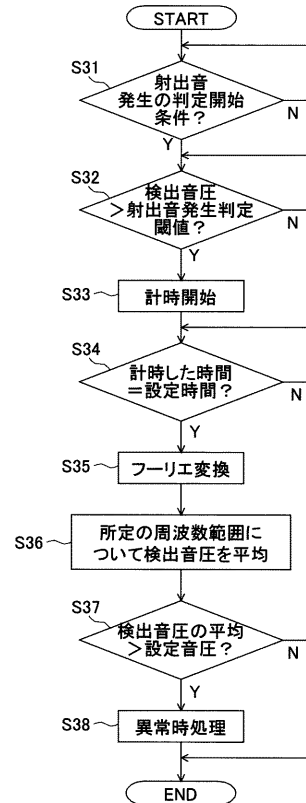 START
S31
射出音
発生の判定開始
条件？
N
Y
S32
検出音圧
＞射出音発生判定
閾値？
N
Y
S33
計時開始
S34
計時した時間
＝設定時間？
N
Y
S35
フーリエ変換
S36
所定の周波数範囲に
ついて検出音圧を平均
S37
検出音圧の平均
＞設定音圧？
N
Y
S38
異常時処理
END